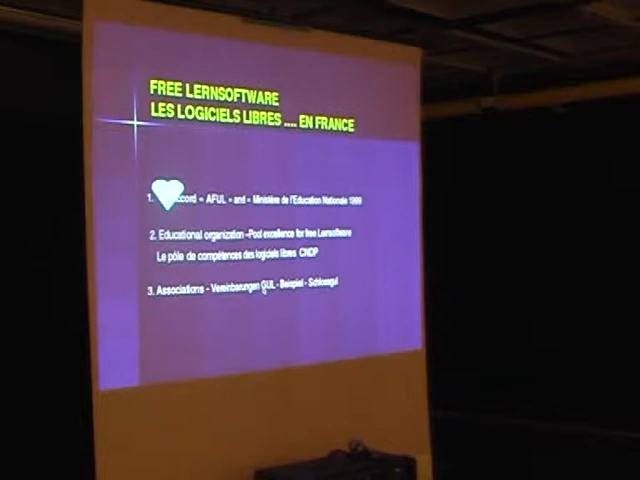 FREE LERNSOFTWARE
LES LOGICIELS LIBRES .... EN FRANCE
1. ccord « AFUL » and « Ministère de l'Education Nationale 1999
2. Educational organization -Pool excellence for free Lernsoftware
Le pôle de compétences des logiciels libres CNDP
3. Associations - Vereinbarungen GUL - Beispiel -